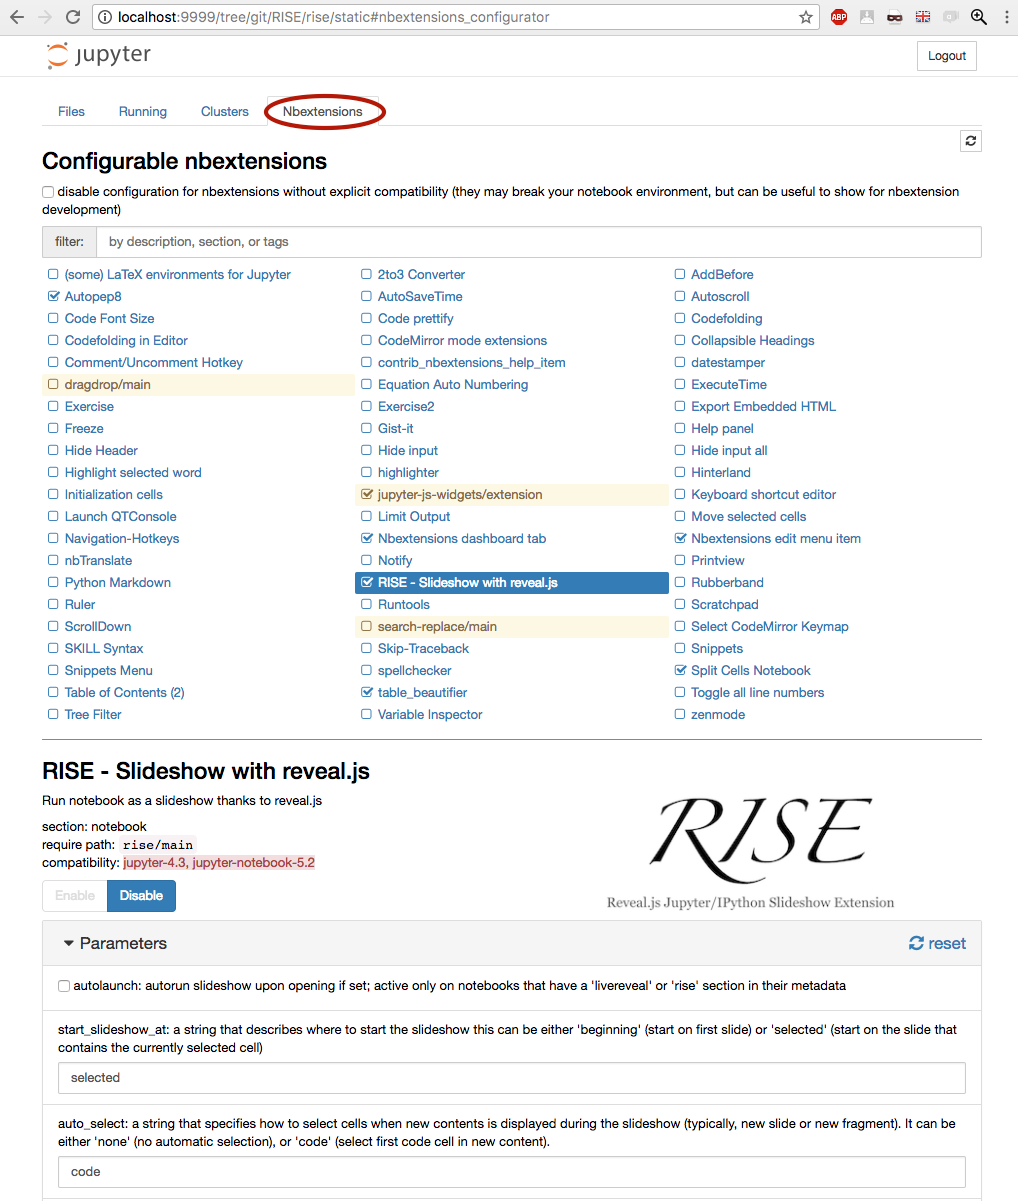 localhost:9999/tree/git/RISE/rise/static#nbextensions_configurator
ABP
jupyter
Logout
Files Running Clusters Nbextensions
Configurable nbextensions
disable configuration for nbextensions without explicit compatibility (they may break your notebook environment, but can be useful to show for nbextension
development)
filter: by description, section, or tags
(some) LaTeX environments for Jupyter 2to3 Converter AddBefore
Autopep8 AutoSaveTime Autoscroll
Code Font Size Code prettify Codefolding
Codefolding in Editor CodeMirror mode extensions Collapsible Headings
Comment/Uncomment Hotkey contrib_nbextensions_help_item datestamper
dragdrop/main Equation Auto Numbering ExecuteTime
Exercise Exercise2 Export Embedded HTML
Freeze Gist-it Help panel
Hide Header Hide input Hide input all
Highlight selected word highlighter Hinterland
Initialization cells jupyter-js-widgets/extension Keyboard shortcut editor
Launch QTConsole Limit Output Move selected cells
Navigation-Hotkeys Nbextensions dashboard tab Nbextensions edit menu item
nbTranslate Notify Printview
Python Markdown RISE - Slideshow with reveal.js Rubberband
Ruler Runtools Scratchpad
ScrollDown search-replace/main Select CodeMirror Keymap
SKILL Syntax Skip-Traceback Snippets
Snippets Menu spellchecker Split Cells Notebook
Table of Contents (2) table_beautifier Toggle all line numbers
Tree Filter Variable Inspector zenmode
RISE - Slideshow with reveal.js
Run notebook as a slideshow thanks to reveal.js
section: notebook
require path: rise/main
compatibility: jupyter-4.3, jupyter-notebook-5.2
Enable Disable
RISE
Reveal.js Jupyter/IPython Slideshow Extension
Parameters reset
autolaunch: autorun slideshow upon opening if set; active only on notebooks that have a 'livereveal' or 'rise' section in their metadata
start_slideshow_at: a string that describes where to start the slideshow this can be either 'beginning' (start on first slide) or 'selected' (start on the slide that
contains the currently selected cell)
selected
auto_select: a string that specifies how to select cells when new contents is displayed during the slideshow (typically, new slide or new fragment). It can be
either 'none' (no automatic selection), or 'code' (select first code cell in new content).
code